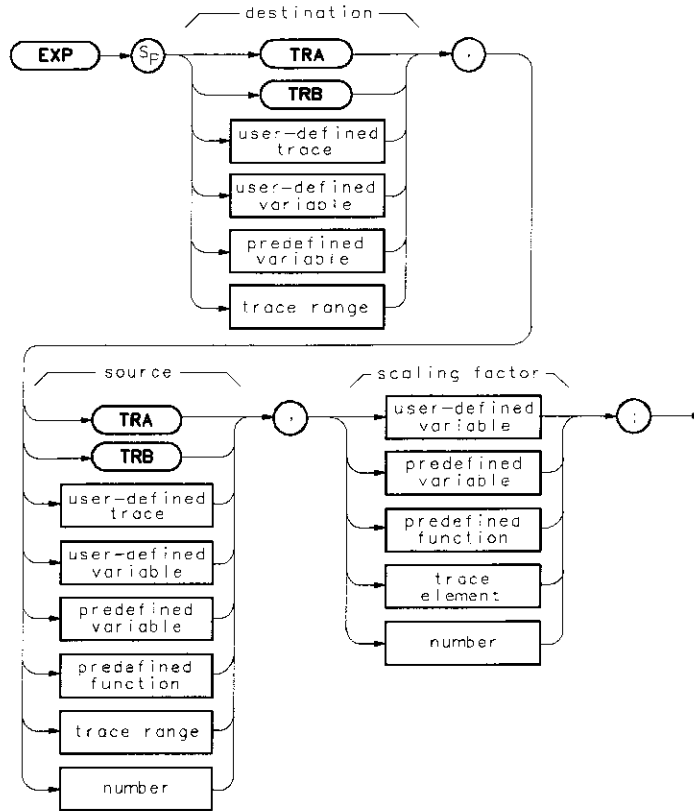 destination
EXP
SP
TRA
,
TRB
user-defined
trace
user-defined
variable
predefined
variable
trace range
source
TRA
,
TRB
user-defined
trace
user-defined
variable
predefined
variable
predefined
function
trace range
number
scaling factor
user-defined
variable
;
predefined
variable
predefined
function
trace
element
number